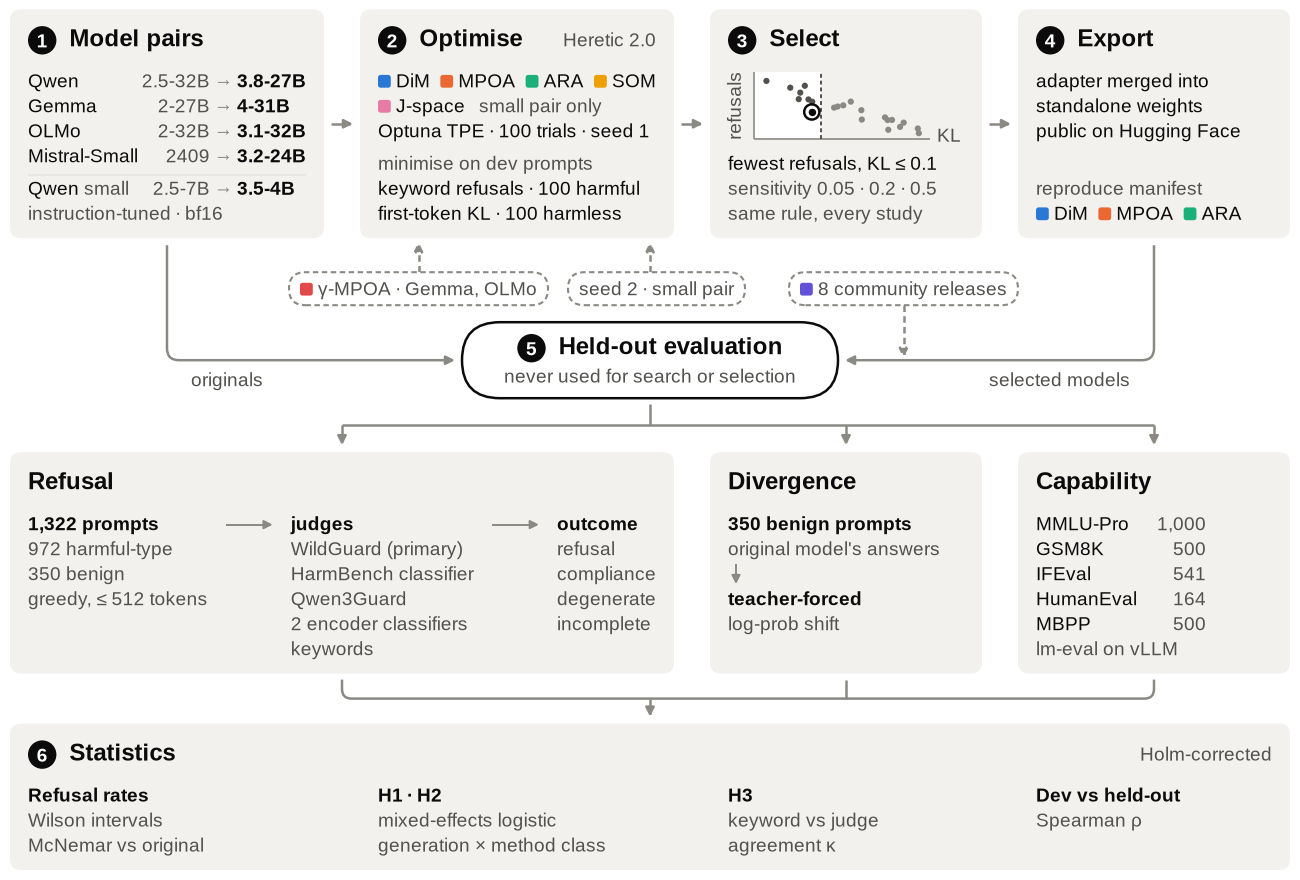 1 Model pairs
Qwen 2.5-32B → 3.8-27B
Gemma 2-27B → 4-31B
OLMo 2-32B → 3.1-32B
Mistral-Small 2409 → 3.2-24B
Qwen small 2.5-7B → 3.5-4B
instruction-tuned · bf16
2 Optimise Heretic 2.0
DiM MPOA ARA SOM
J-space small pair only
Optuna TPE · 100 trials · seed 1
minimise on dev prompts
keyword refusals · 100 harmful
first-token KL · 100 harmless
3 Select
refusals
KL
fewest refusals, KL ≤ 0.1
sensitivity 0.05 · 0.2 · 0.5
same rule, every study
4 Export
adapter merged into
standalone weights
public on Hugging Face
reproduce manifest
DiM MPOA ARA
γ-MPOA · Gemma, OLMo
seed 2 · small pair
8 community releases
5 Held-out evaluation
never used for search or selection
originals
selected models
Refusal
1,322 prompts
972 harmful-type
350 benign
greedy, ≤ 512 tokens
judges
WildGuard (primary)
HarmBench classifier
Qwen3Guard
2 encoder classifiers
keywords
outcome
refusal
compliance
degenerate
incomplete
Divergence
350 benign prompts
original model's answers
teacher-forced
log-prob shift
Capability
MMLU-Pro 1,000
GSM8K 500
IFEval 541
HumanEval 164
MBPP 500
lm-eval on vLLM
6 Statistics Holm-corrected
Refusal rates
Wilson intervals
McNemar vs original
H1 · H2
mixed-effects logistic
generation × method class
H3
keyword vs judge
agreement κ
Dev vs held-out
Spearman ρ